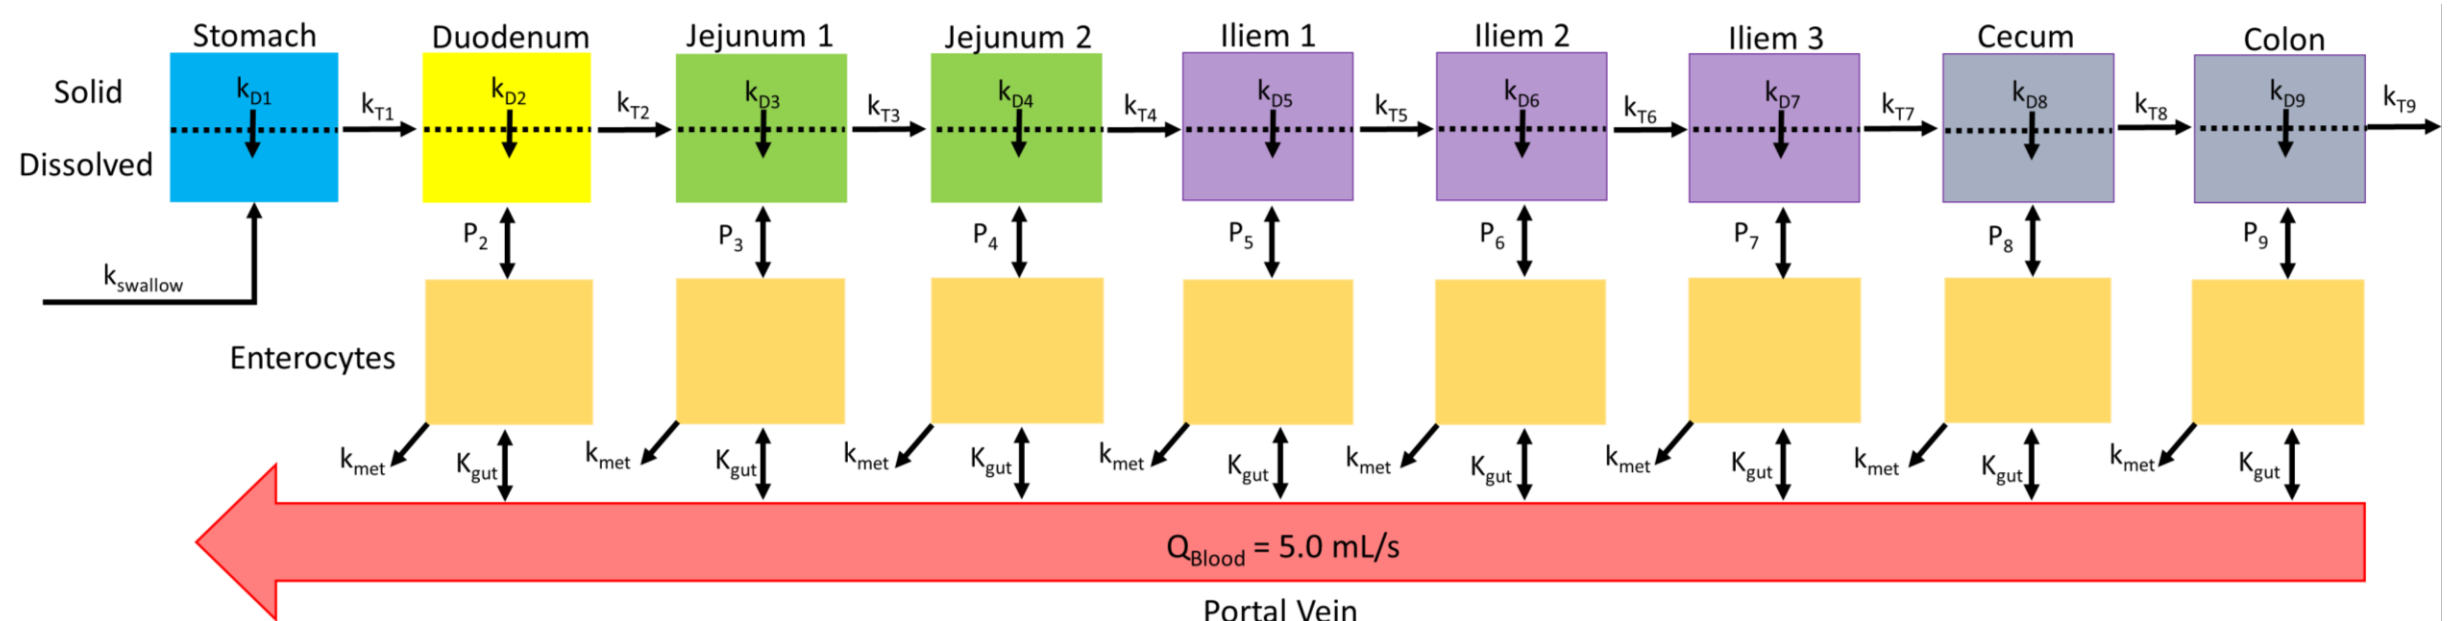 Stomach Duodenum Jejunum 1 Jejunum 2 Iliem 1 Iliem 2 Iliem 3 Cecum Colon
Solid kD1 kT1 kD2 kT2 kD3 kT3 kD4 kT4 kD5 kT5 kD6 kT6 kD7 kT7 kD8 kT8 kD9 kT9
Dissolved
P2 P3 P4 P5 P6 P7 P8 P9
kswallow
Enterocytes
kmet Kgut kmet Kgut kmet Kgut kmet Kgut kmet Kgut kmet Kgut kmet Kgut kmet Kgut
QBlood = 5.0 mL/s
Portal Vein